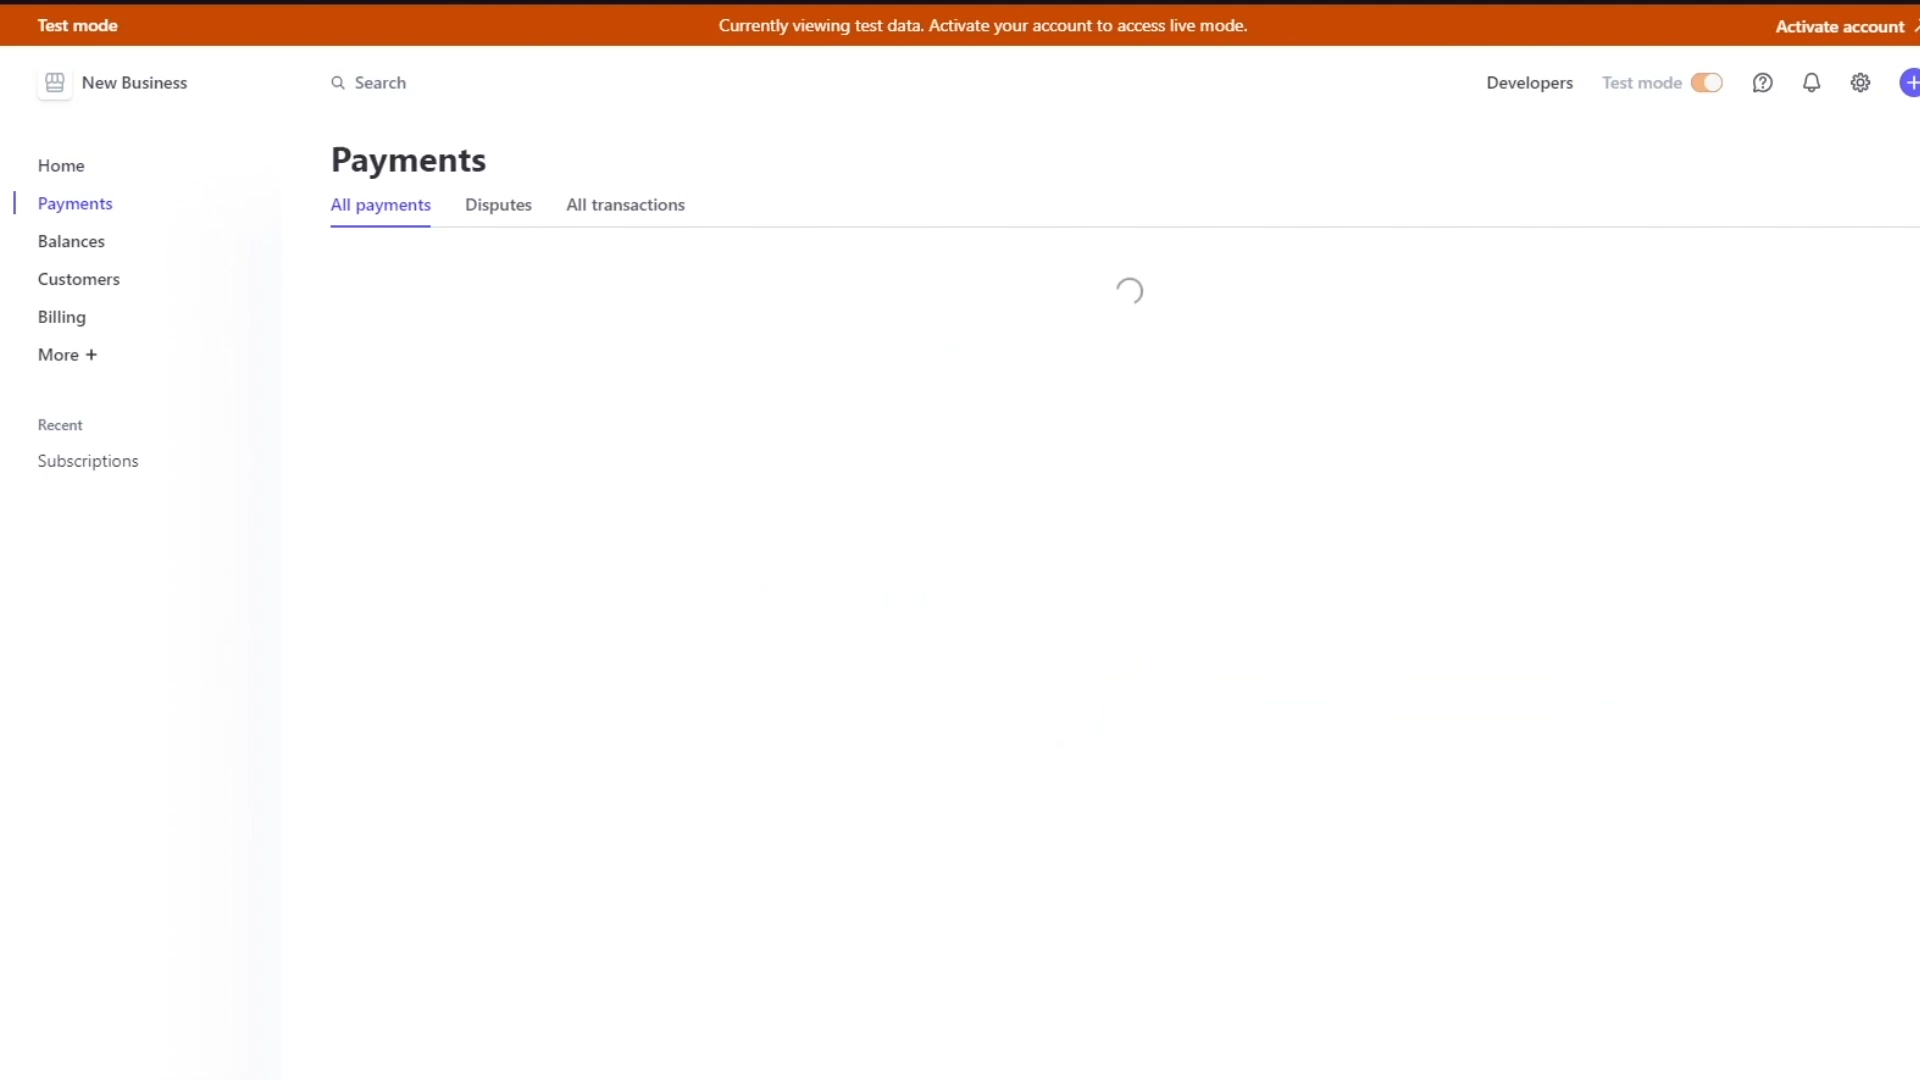 Test mode
Currently viewing test data. Activate your account to access live mode.
Activate account
New Business
Search
Developers
Test mode
Home
Payments
Balances
Customers
Billing
More +
Recent
Subscriptions
Payments
All payments
Disputes
All transactions